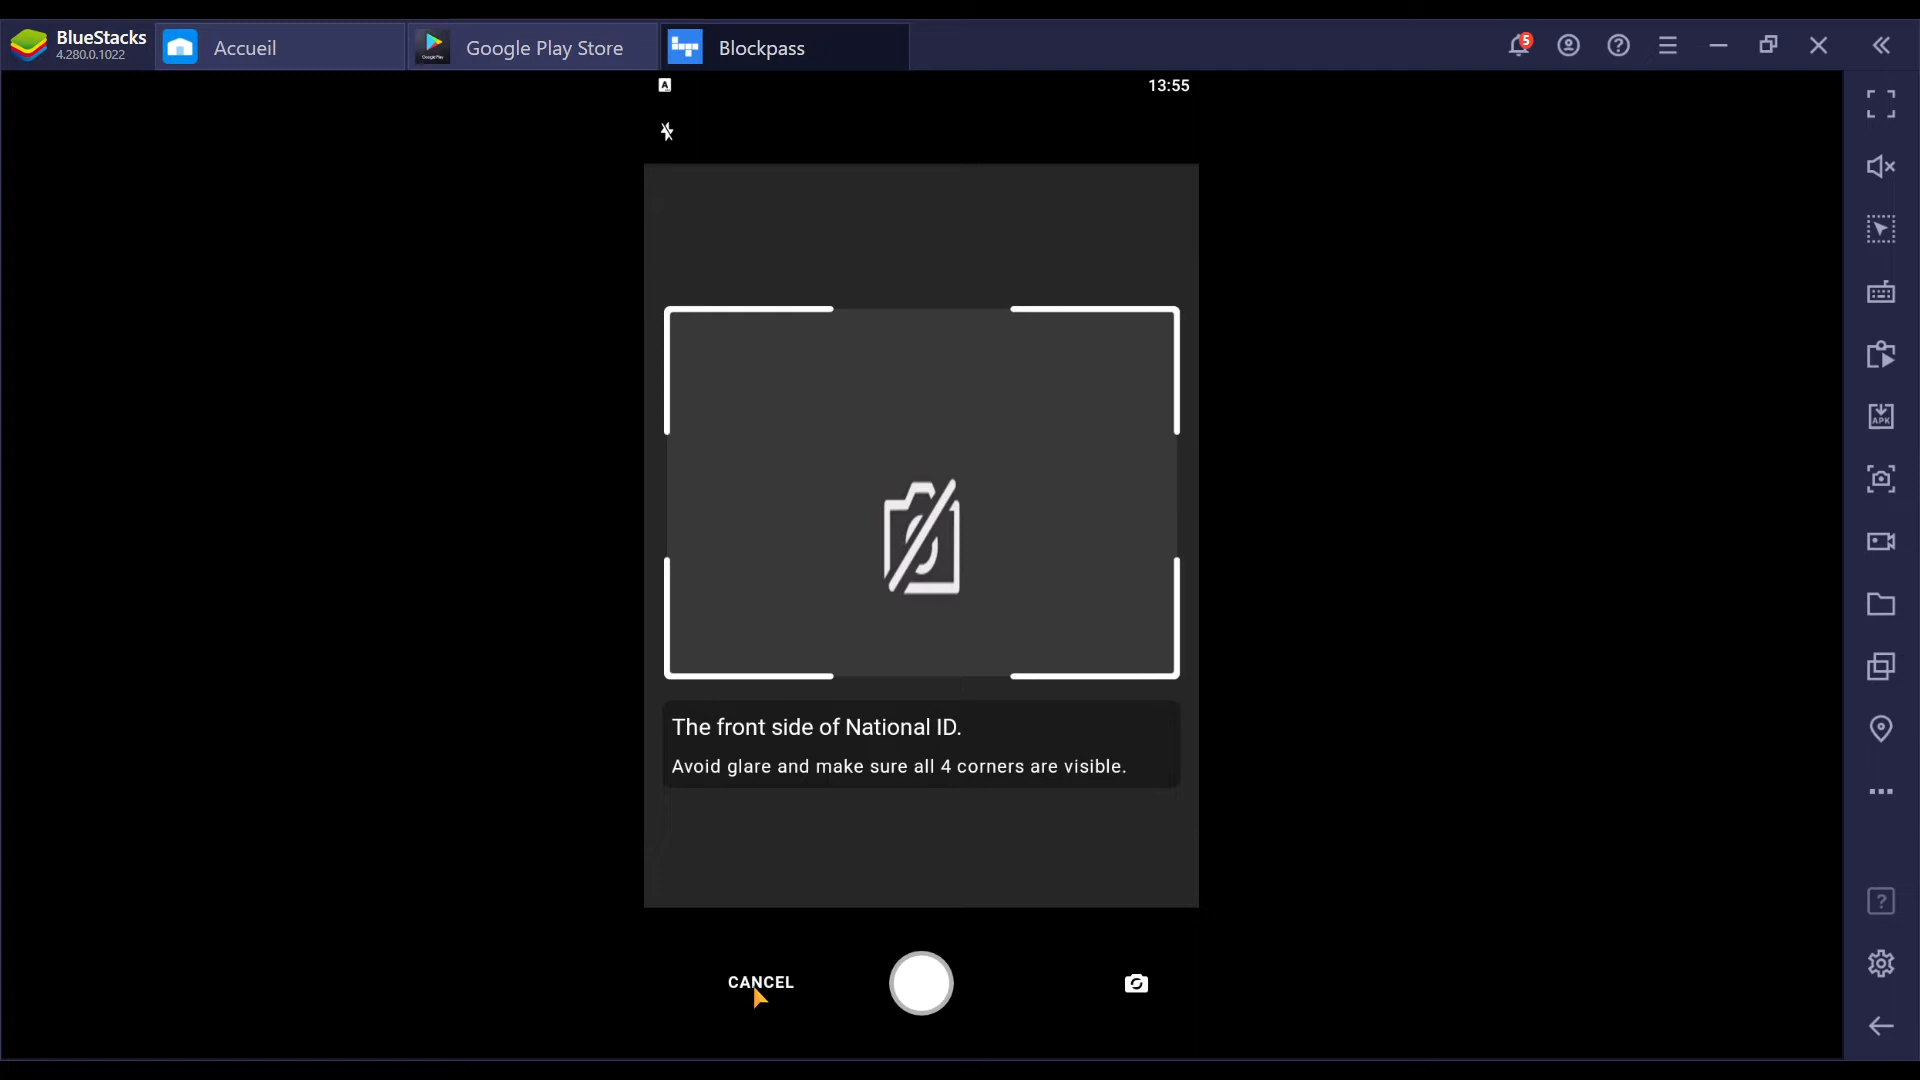 BlueStacks
4.280.0.1022
Accueil
Google Play Store
Blockpass
5
13:55
The front side of National ID.
Avoid glare and make sure all 4 corners are visible.
CANCEL
APK